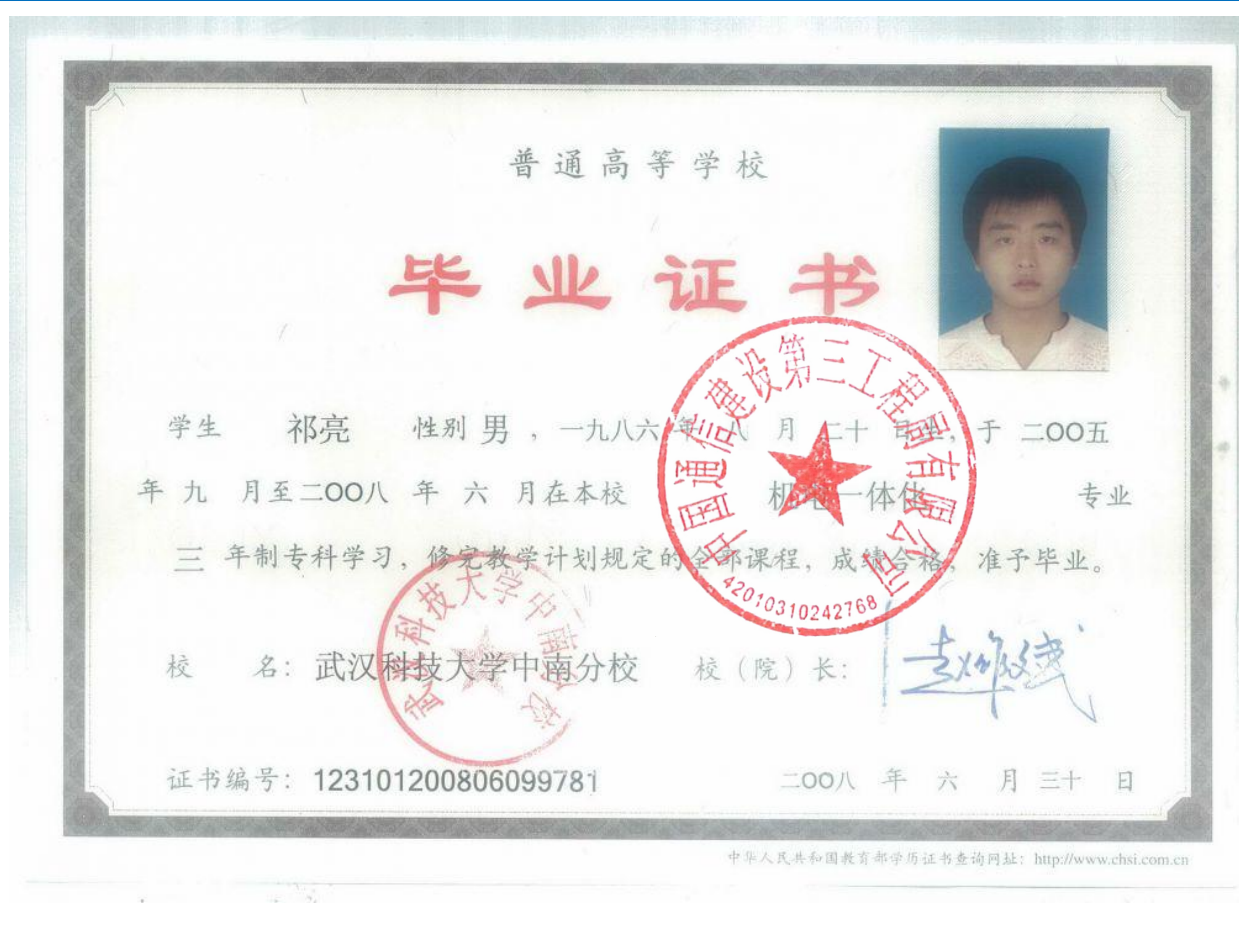 普通高等学校
毕业证书
学生 祁亮 性别 男 ，一九八六 年 八 月 二十 日生，于 二OO五
年 九 月至二OO八 年 六 月在本校 机电一体化 专业
三 年制专科学习，修完教学计划规定的全部课程，成绩合格，准予毕业。
中国通信建设第三工程局有限公司
42010310242768
武汉科技大学中南分校
校 名：武汉科技大学中南分校 校（院）长：
证书编号：123101200806099781 二OO八 年 六 月 三十 日
中华人民共和国教育部学历证书查询网址：http://www.chsi.com.cn